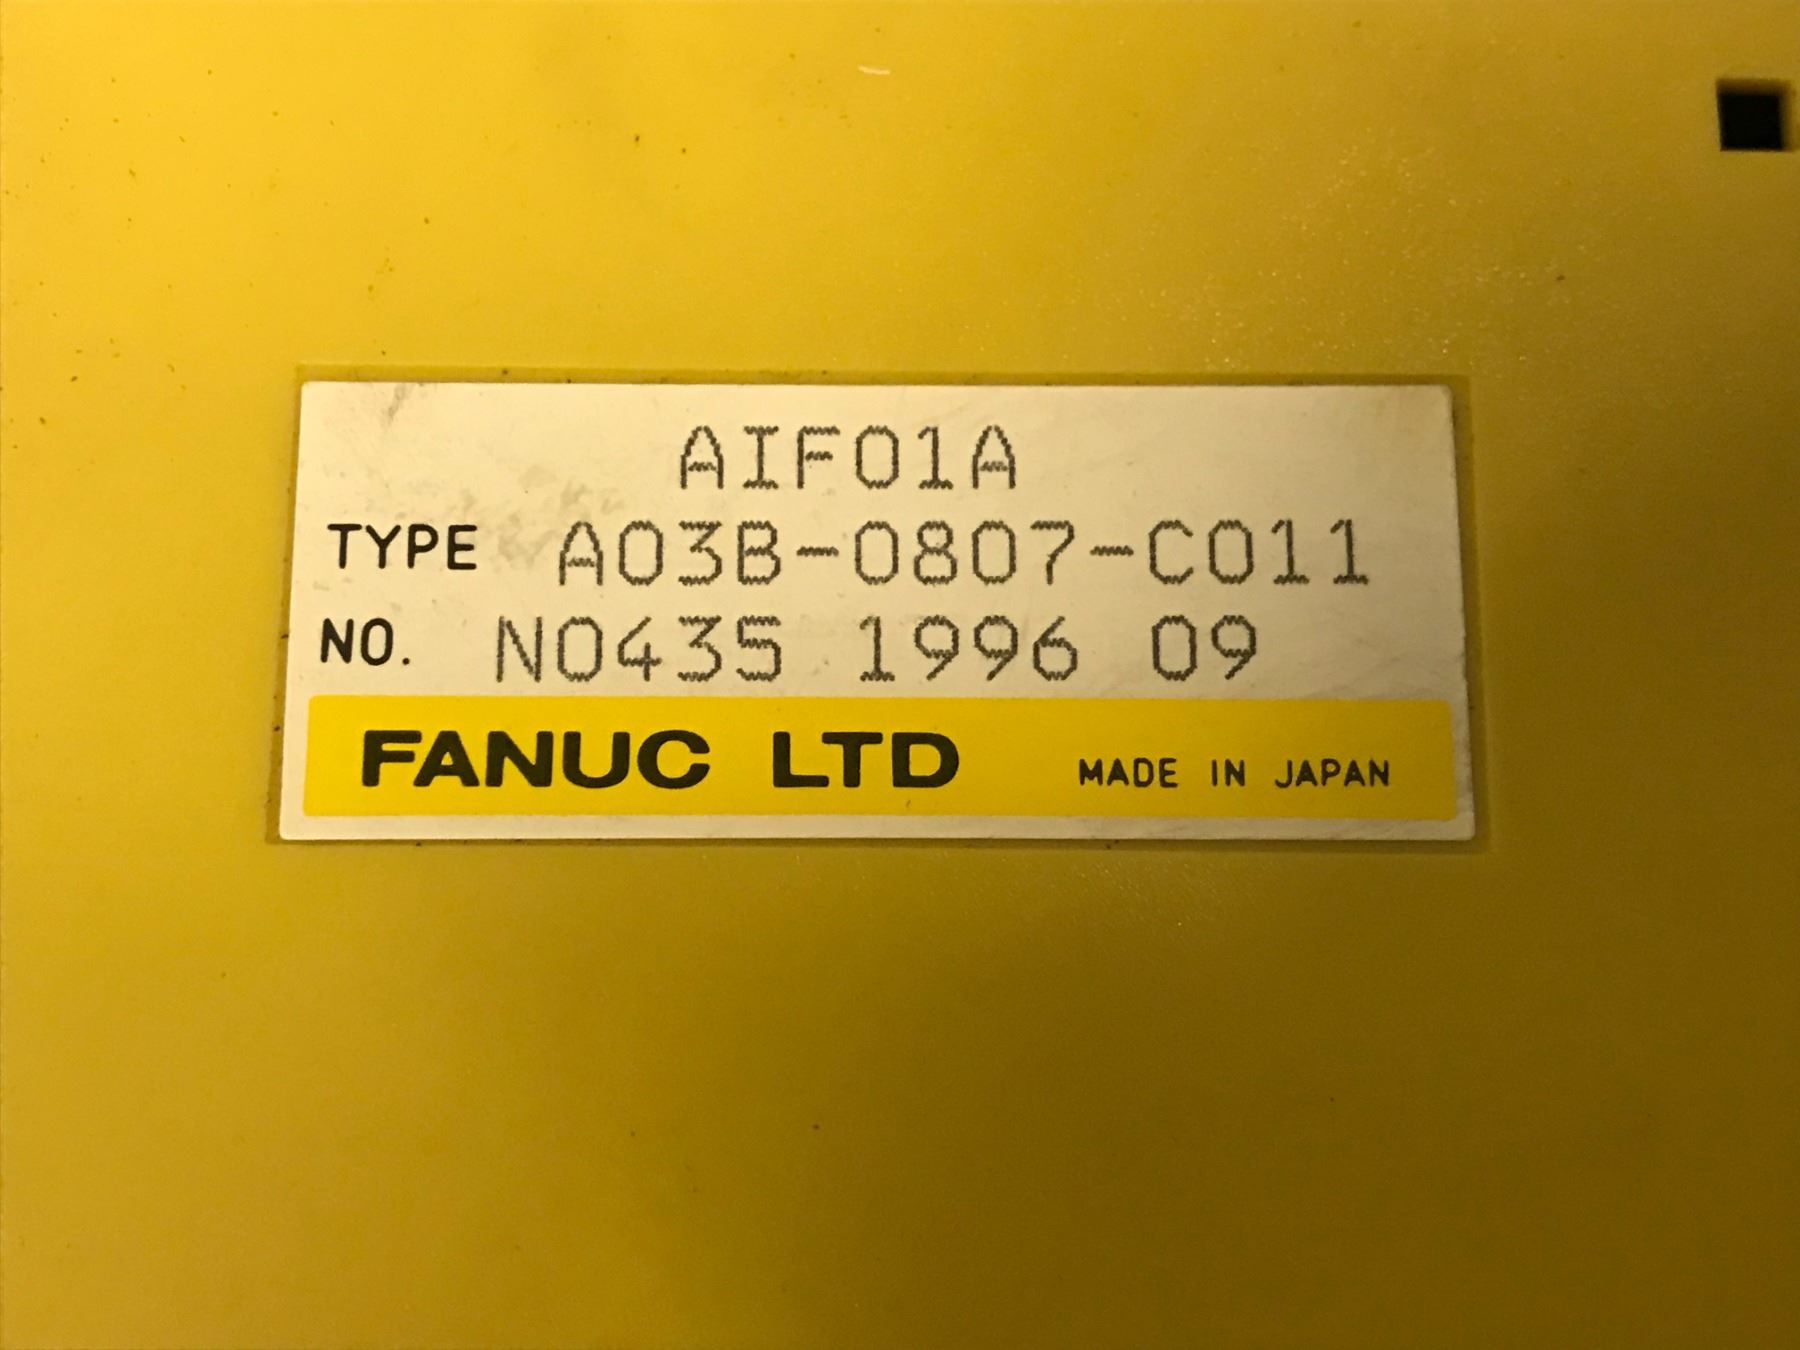 AIF01A
TYPE A03B-0807-C011
NO. N0435 1996 09
FANUC LTD MADE IN JAPAN